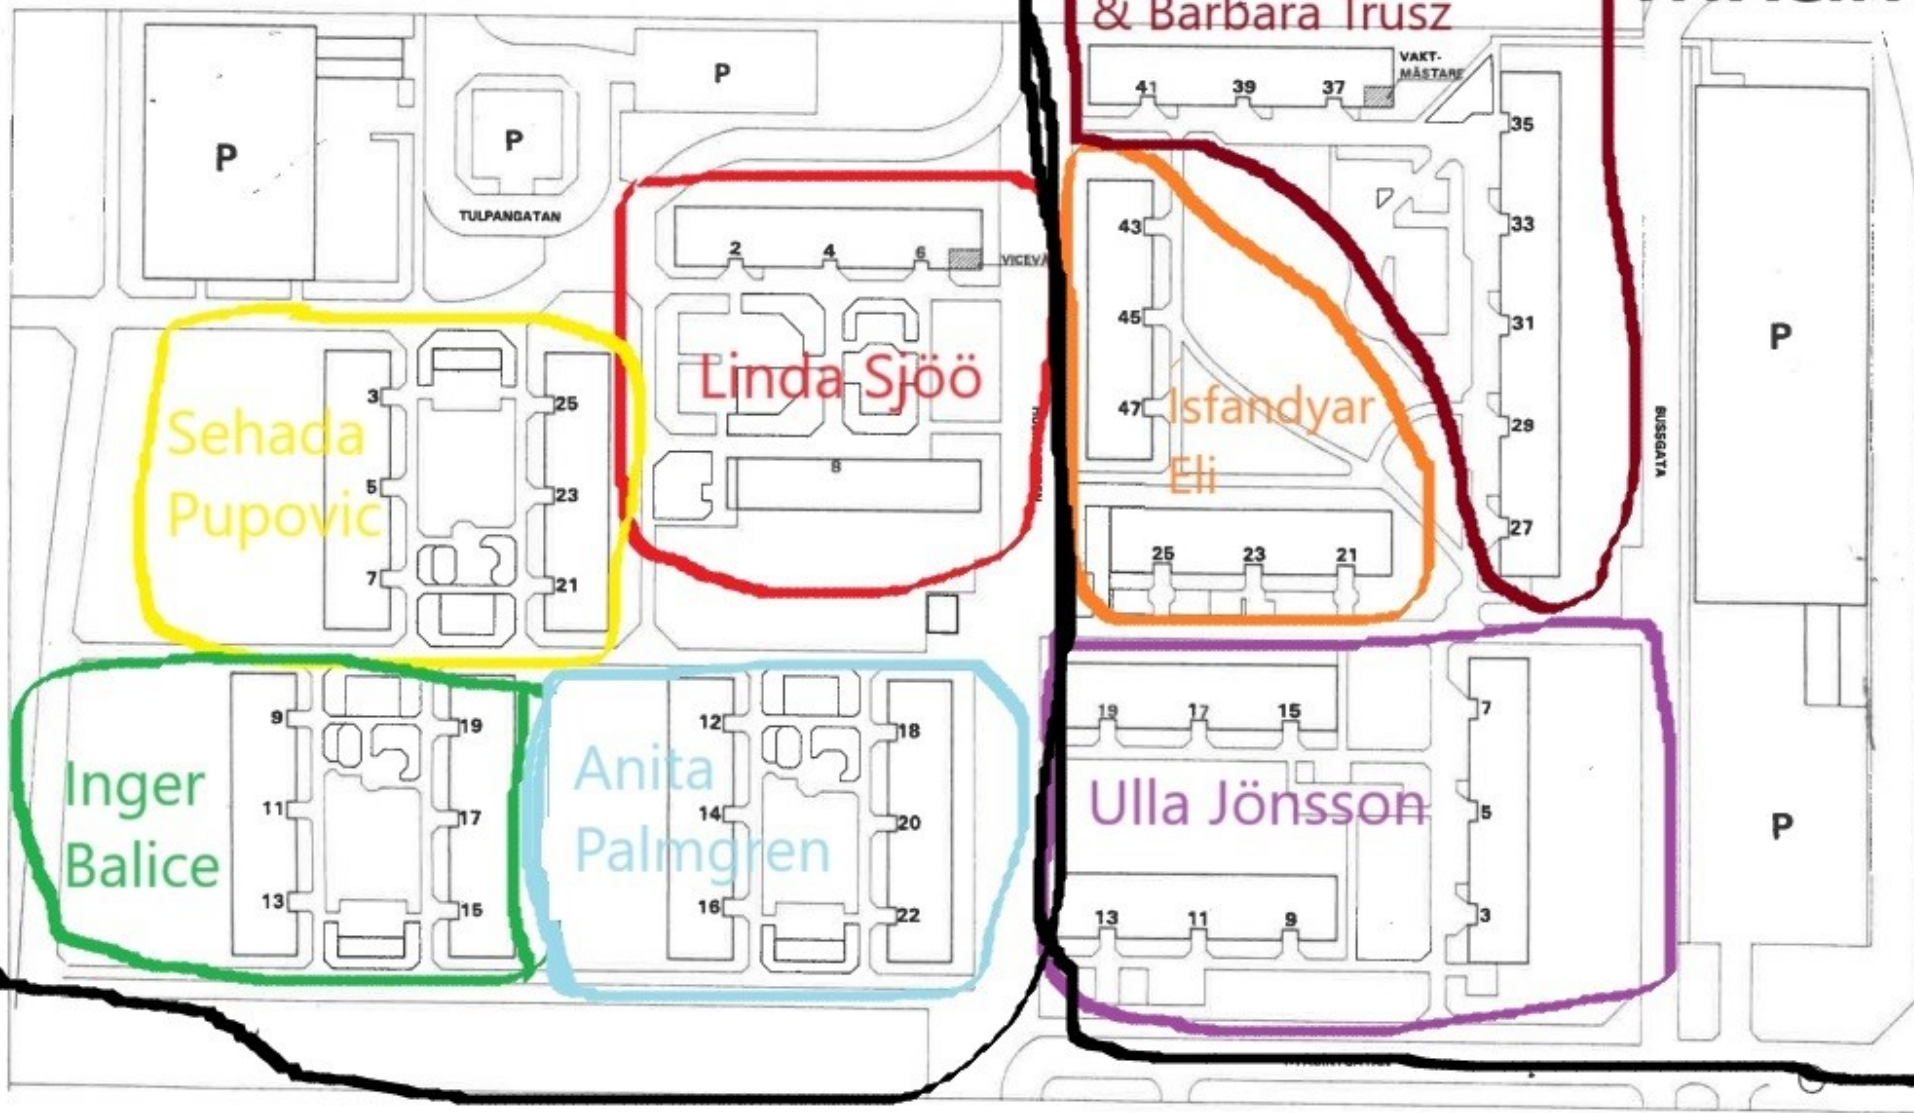 & Barbara Trusz
VAKT-
MÄSTARE
41 39 37
P
P
P
35
TULPANGATAN
2 4 6
VICEVÄ
43
33
45
31
47
29
27
Linda Sjöö
8
Isfandyar
Eli
25 23 21
BUSSGATA
P
Sehada
Pupovic
3
5
7
25
23
21
Inger
Balice
9
11
13
19
17
15
Anita
Palmgren
12
14
16
18
20
22
19 17 15
Ulla Jönsson
13 11 9
7
5
3
P